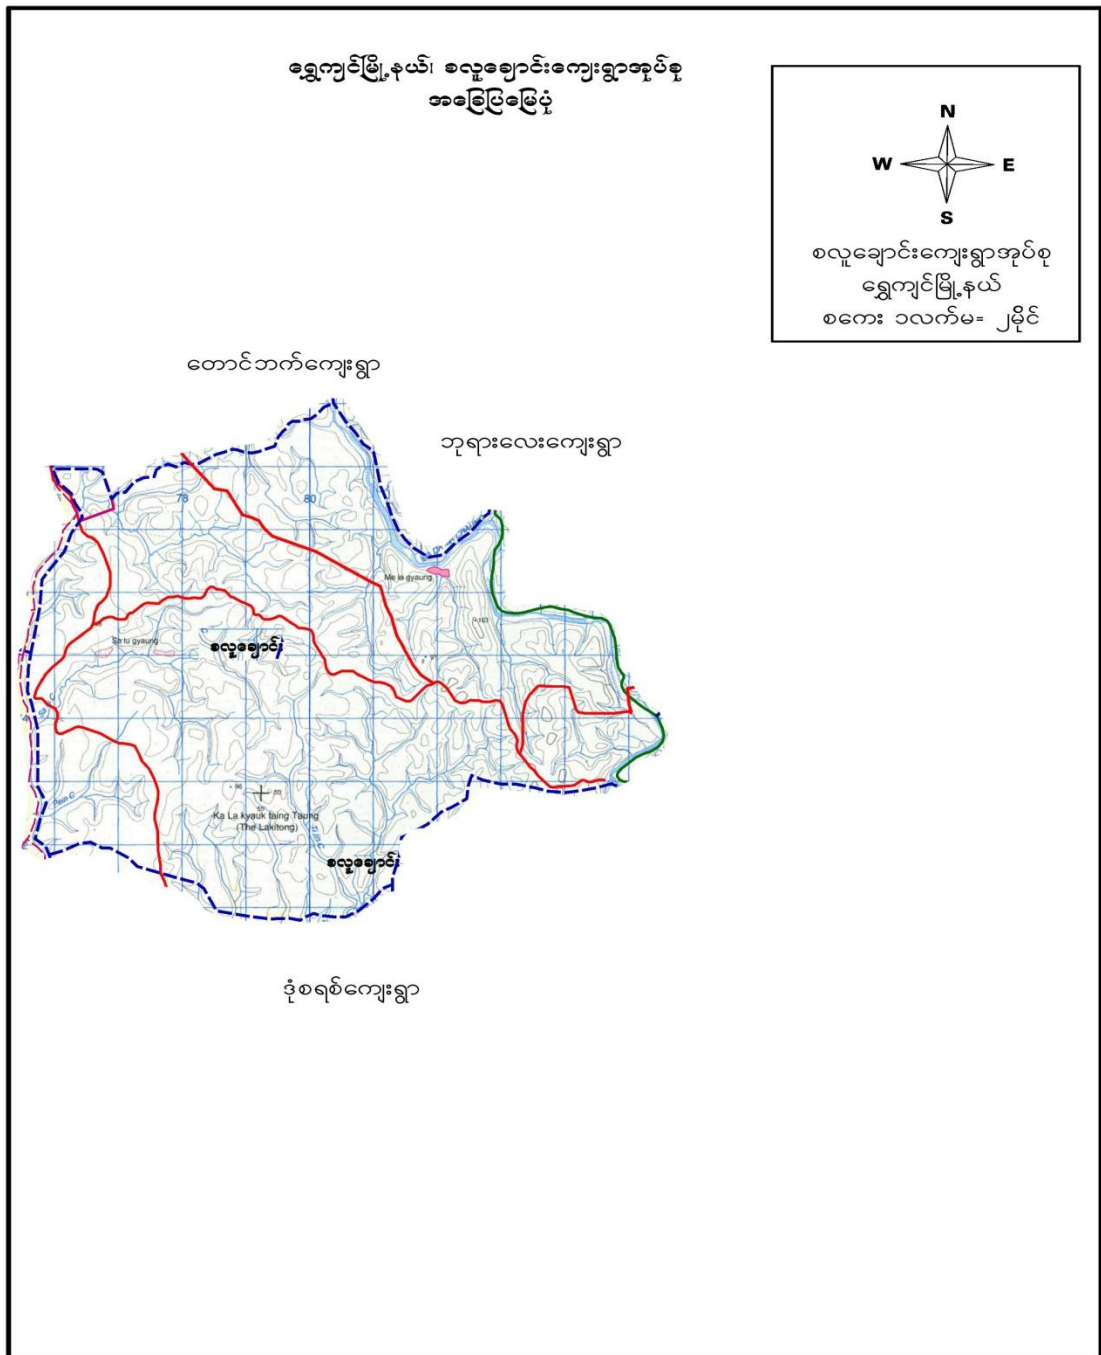 ရွှေကျင်မြို့နယ်၊ စလူချောင်းကျေးရွာအုပ်စု
အခြေပြမြေပုံ
N
W E
S
စလူချောင်းကျေးရွာအုပ်စု
ရွှေကျင်မြို့နယ်
စကေး ၁လက်မ= ၂မိုင်
တောင်ဘက်ကျေးရွာ
ဘုရားလေးကျေးရွာ
78 80
Me la gyaung
103
Sa lu gyaung
စလူချောင်း
Pein C
96 50
Ka La kyauk taing Taung
(The Lakitong)
စလူချောင်း
ဒုံစရစ်ကျေးရွာ